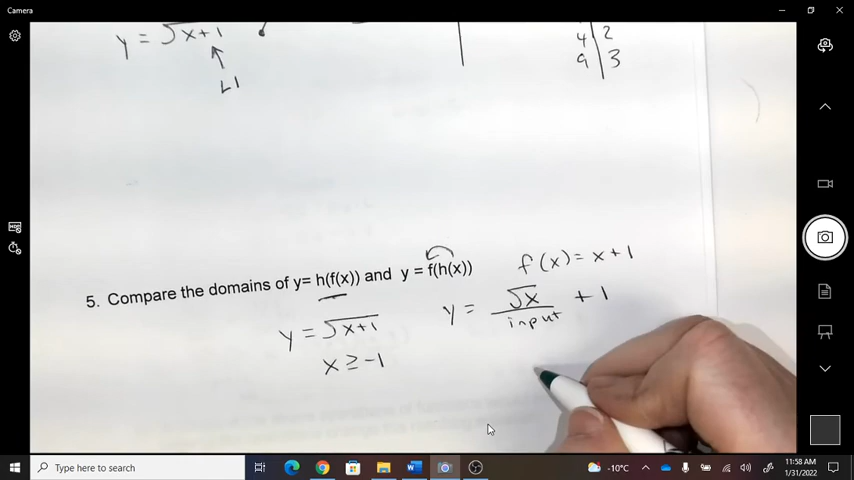 Camera
y = √x+1
L1
4 | 2
9 | 3
5. Compare the domains of y= h(f(x)) and y = f(h(x))
f(x) = x+1
y = √x+1
y = √x + 1
input
x ≥ -1
Type here to search
-10°C
11:58 AM
1/31/2022